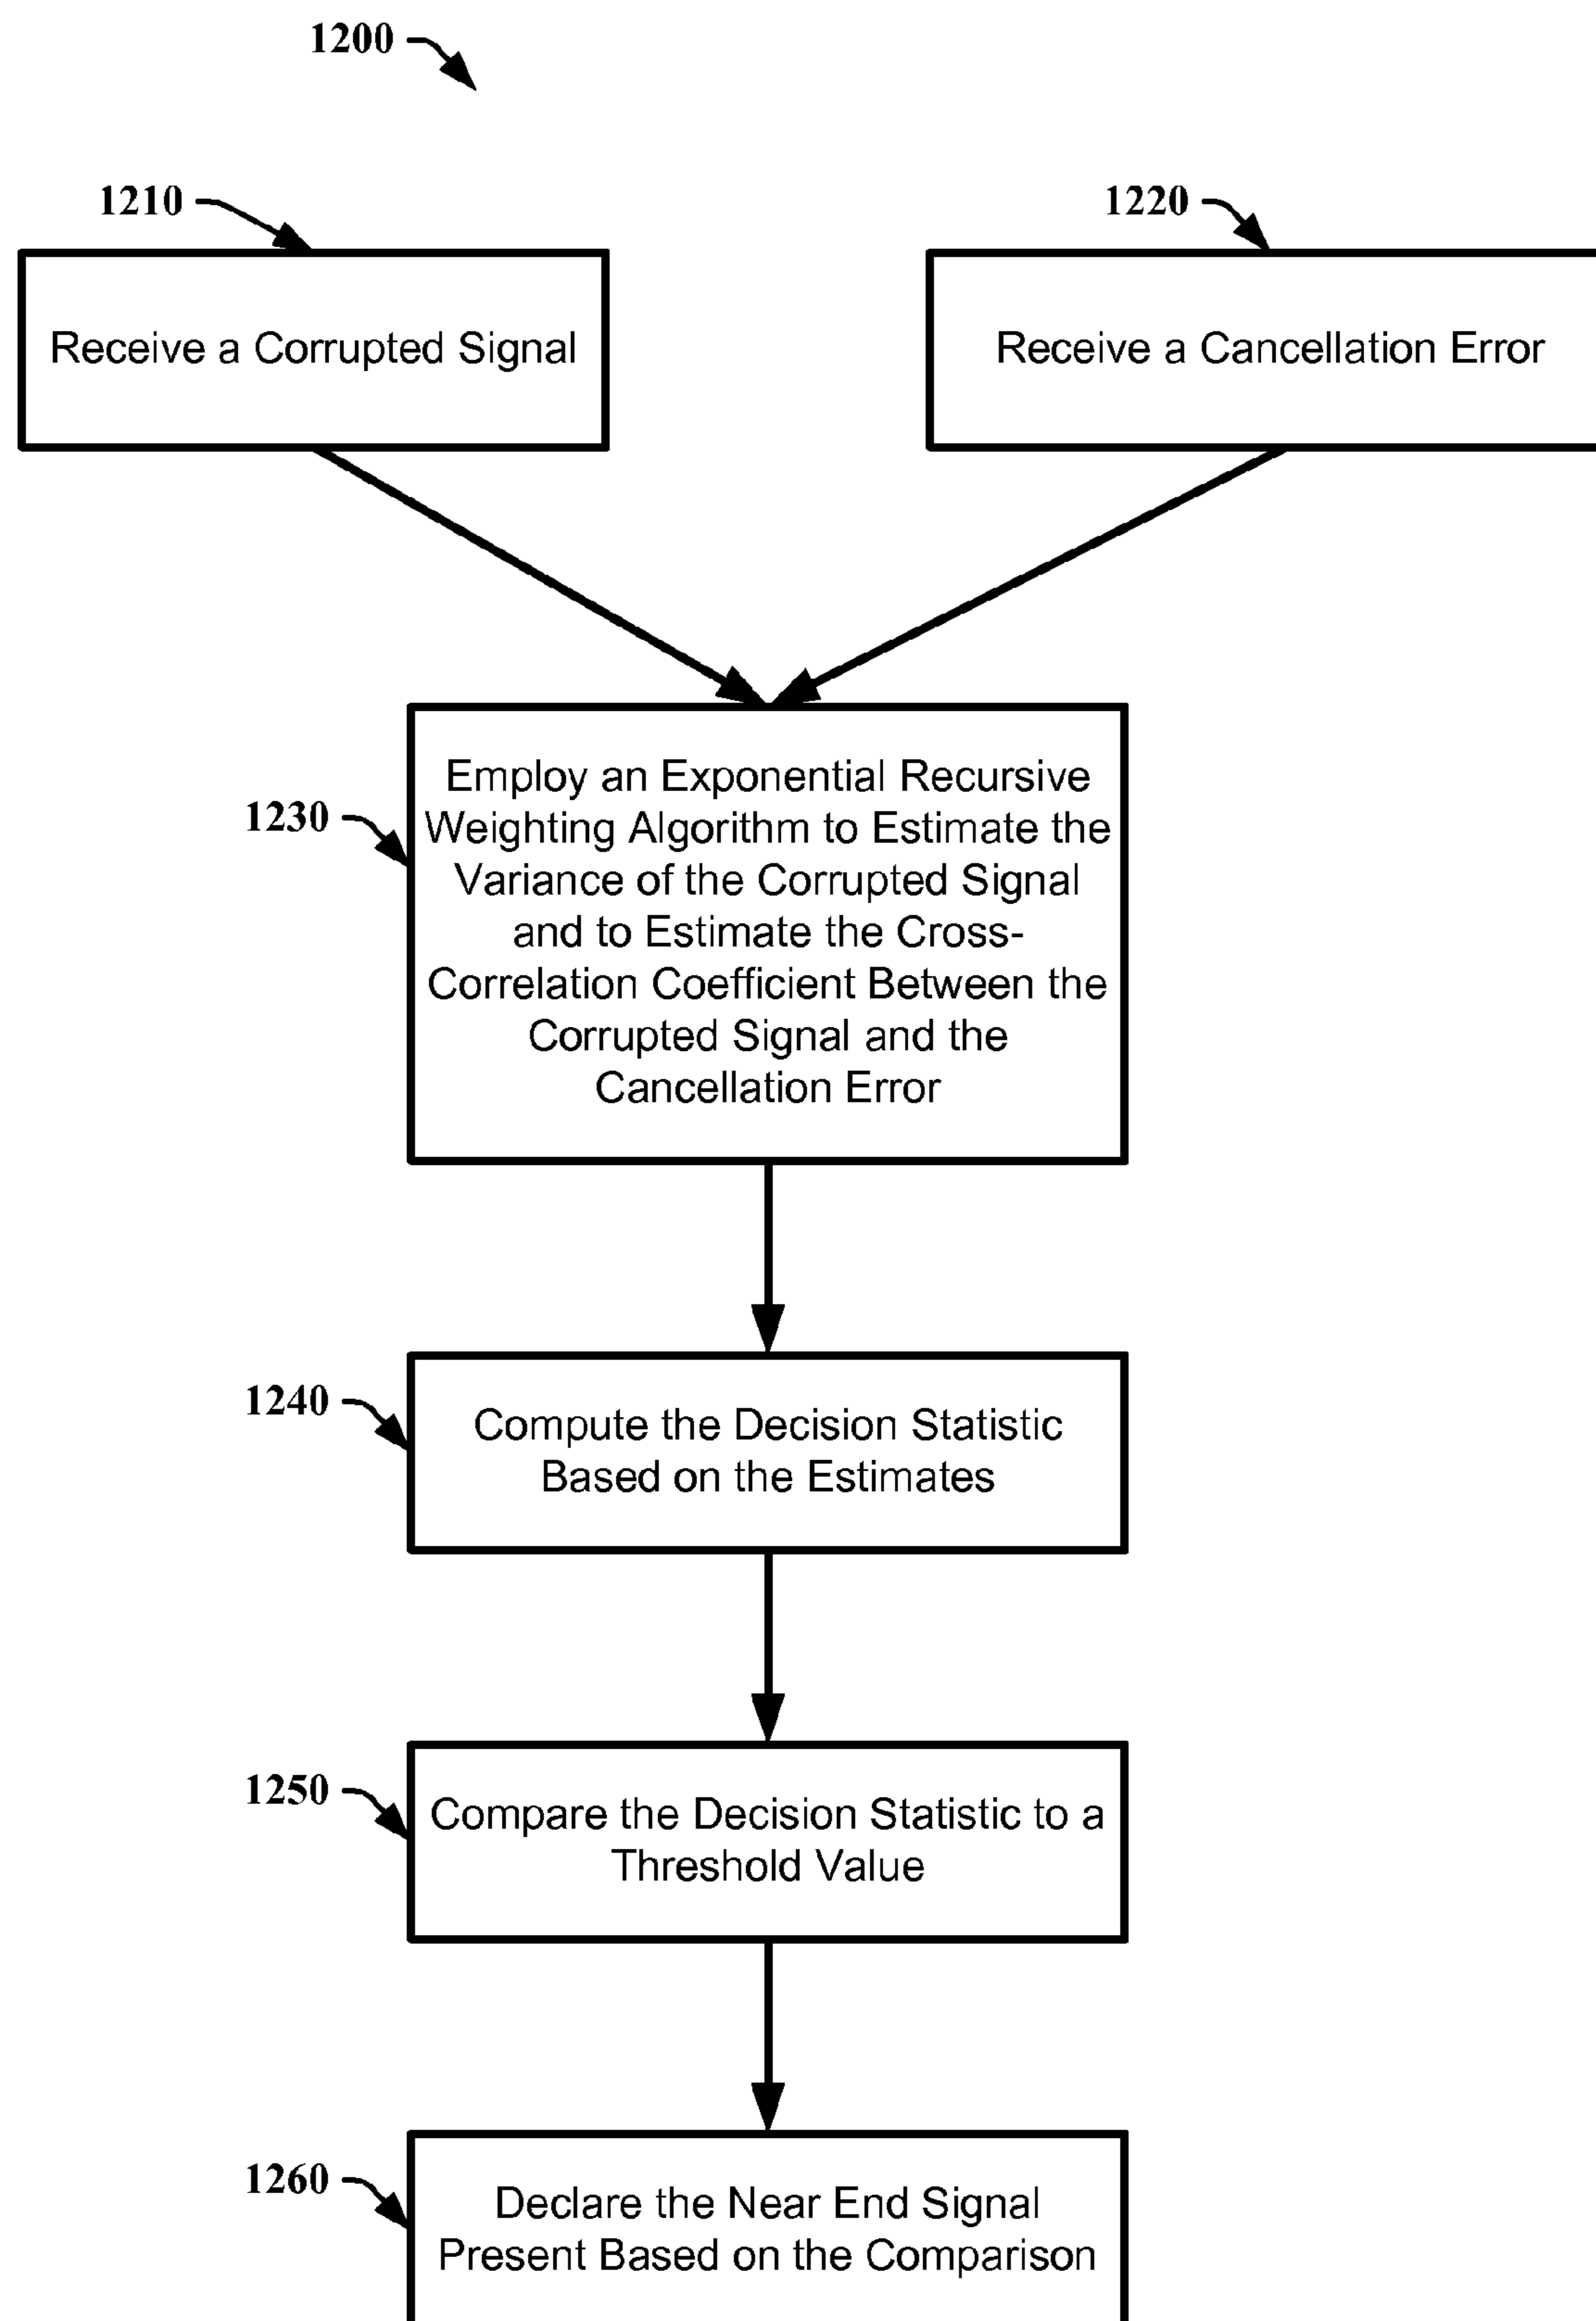 1200
1210
1220
Receive a Corrupted Signal
Receive a Cancellation Error
1230
Employ an Exponential Recursive
Weighting Algorithm to Estimate the
Variance of the Corrupted Signal
and to Estimate the Cross-
Correlation Coefficient Between the
Corrupted Signal and the
Cancellation Error
1240
Compute the Decision Statistic
Based on the Estimates
1250
Compare the Decision Statistic to a
Threshold Value
1260
Declare the Near End Signal
Present Based on the Comparison